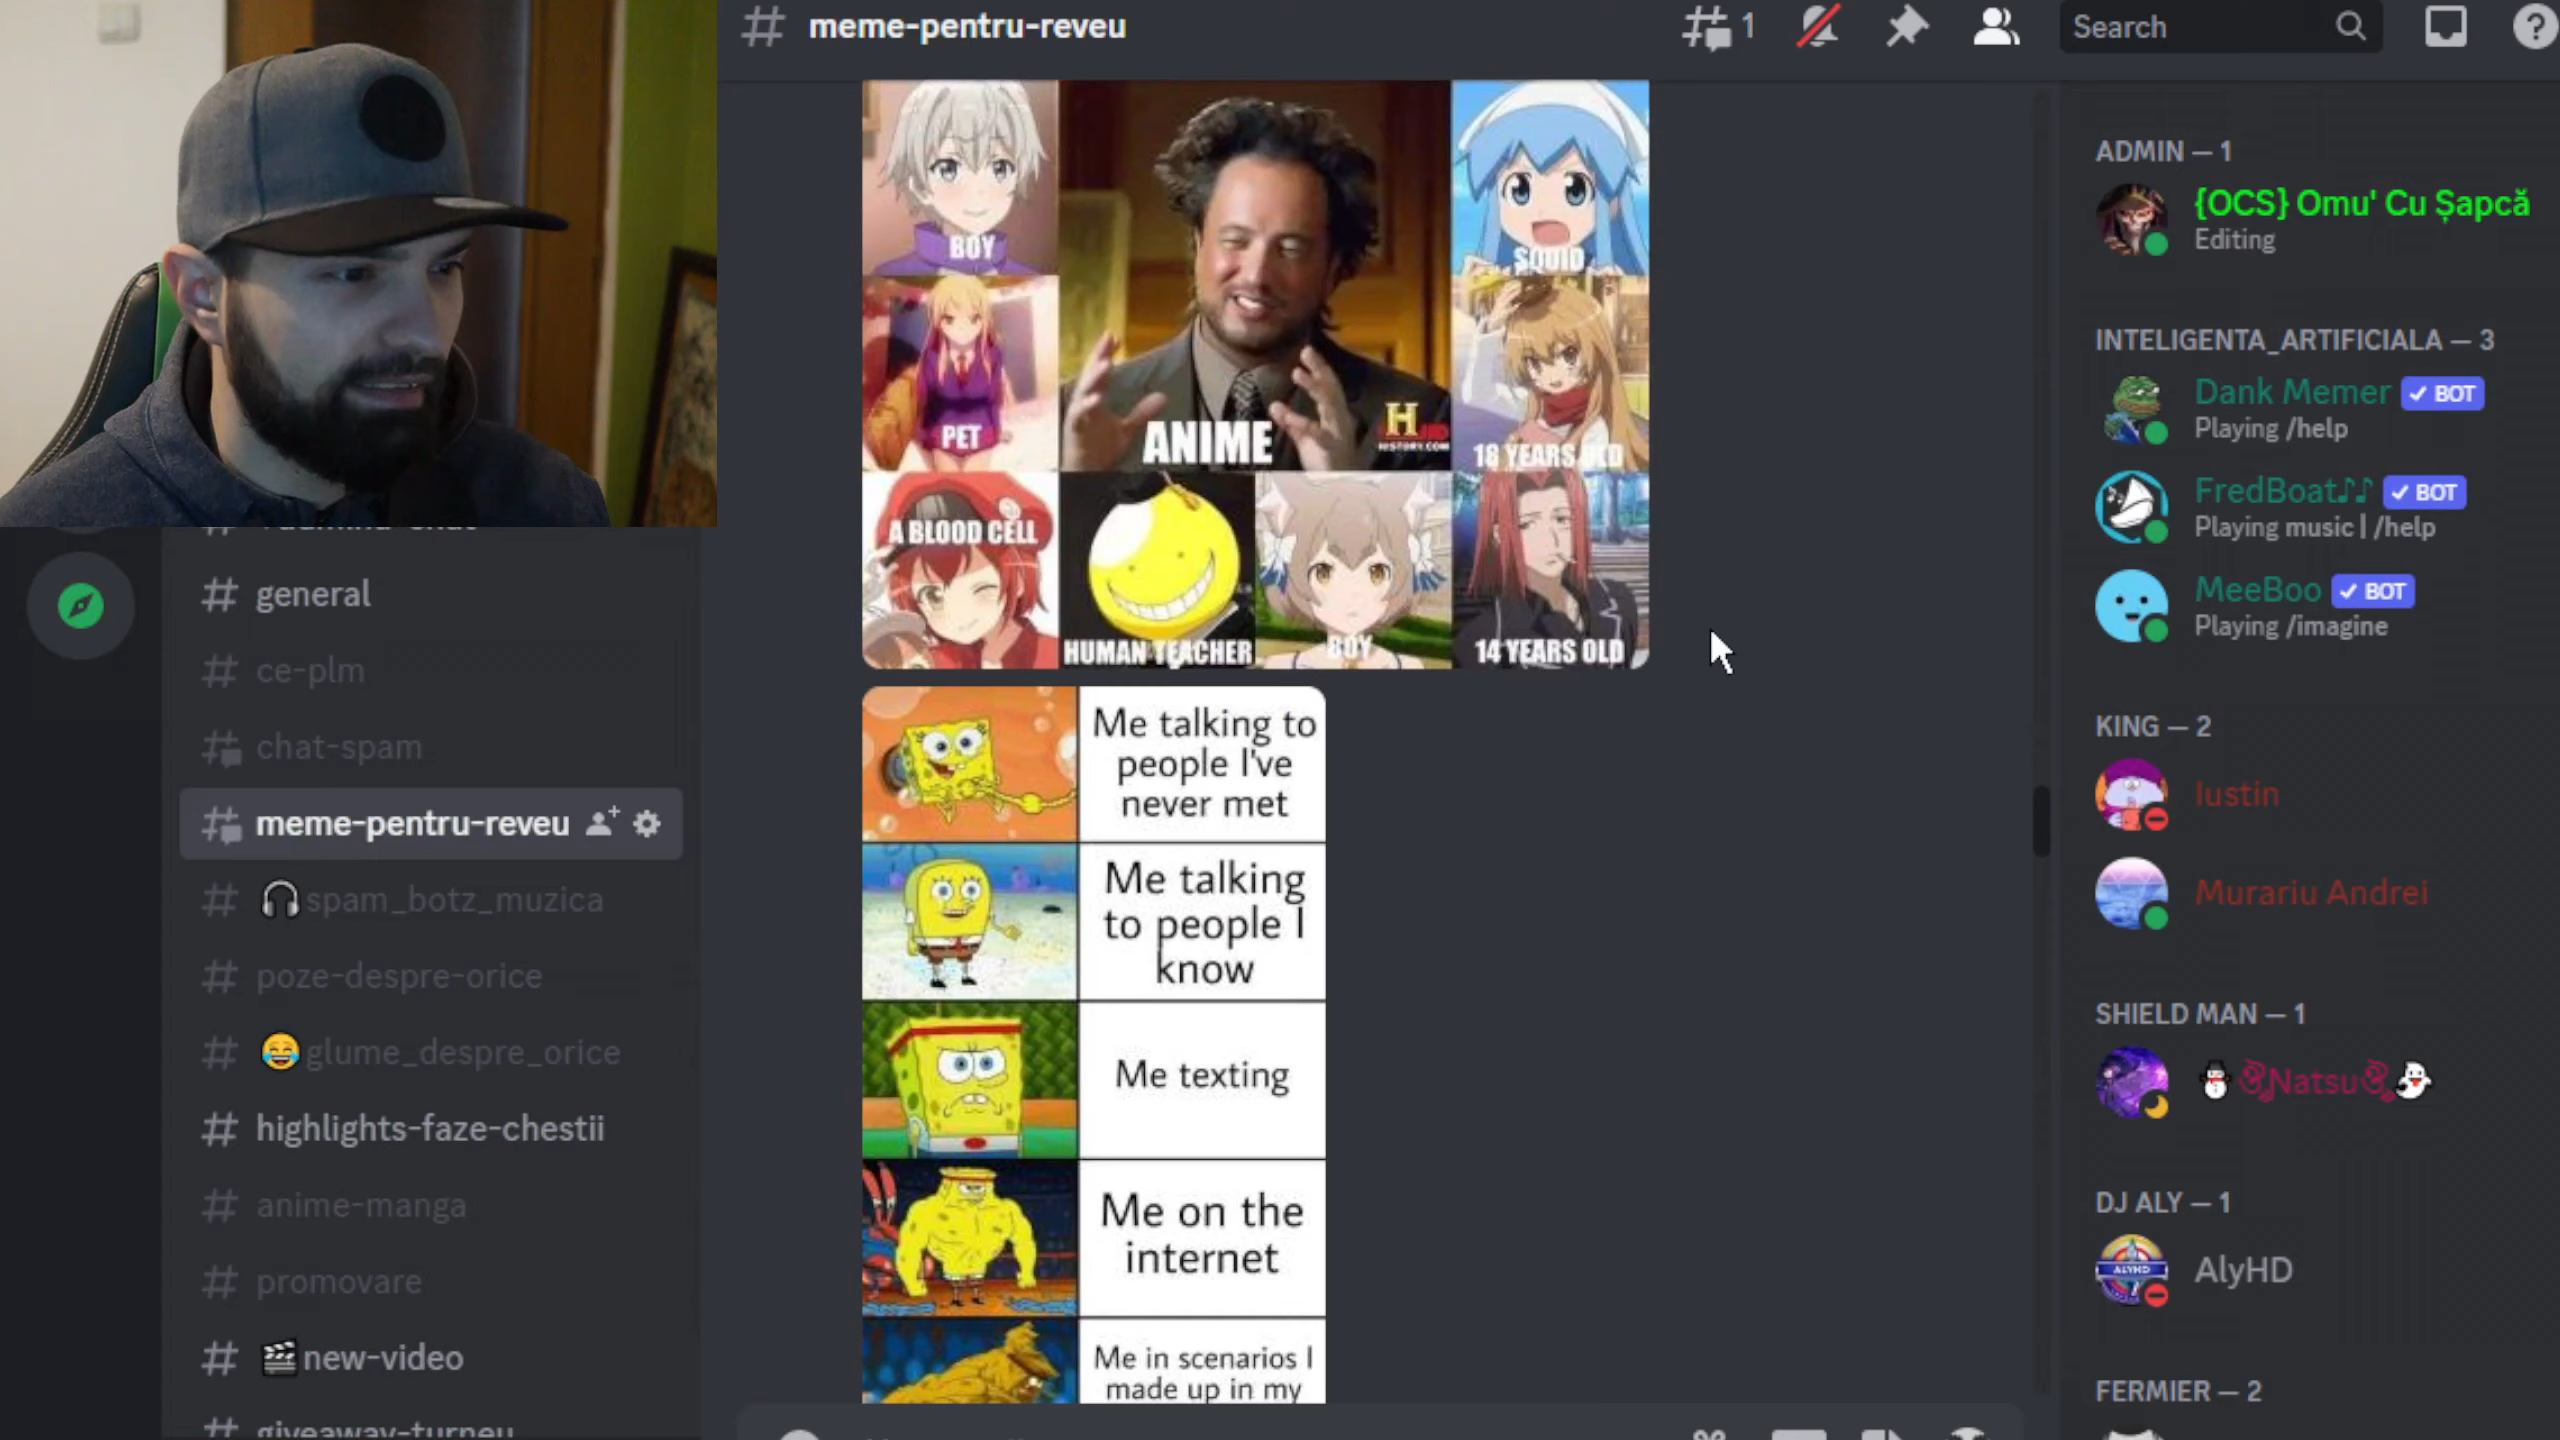 meme-pentru-reveu
1
Search
BOY
SQUID
PET
ANIME
H
HISTORY.COM
18 YEARS OLD
A BLOOD CELL
HUMAN TEACHER
BOY
14 YEARS OLD
Me talking to
people I've
never met
Me talking
to people I
know
Me texting
Me on the
internet
Me in scenarios I
made up in my
general
ce-plm
chat-spam
meme-pentru-reveu
spam_botz_muzica
poze-despre-orice
glume_despre_orice
highlights-faze-chestii
anime-manga
promovare
new-video
giveaway-turneu
ADMIN — 1
{OCS} Omu' Cu Șapcă
Editing
INTELIGENTA_ARTIFICIALA — 3
Dank Memer BOT
Playing /help
FredBoat♪♪ BOT
Playing music | /help
MeeBoo BOT
Playing /imagine
KING — 2
Iustin
Murariu Andrei
SHIELD MAN — 1
Natsu
DJ ALY — 1
ALYHD
AlyHD
FERMIER — 2